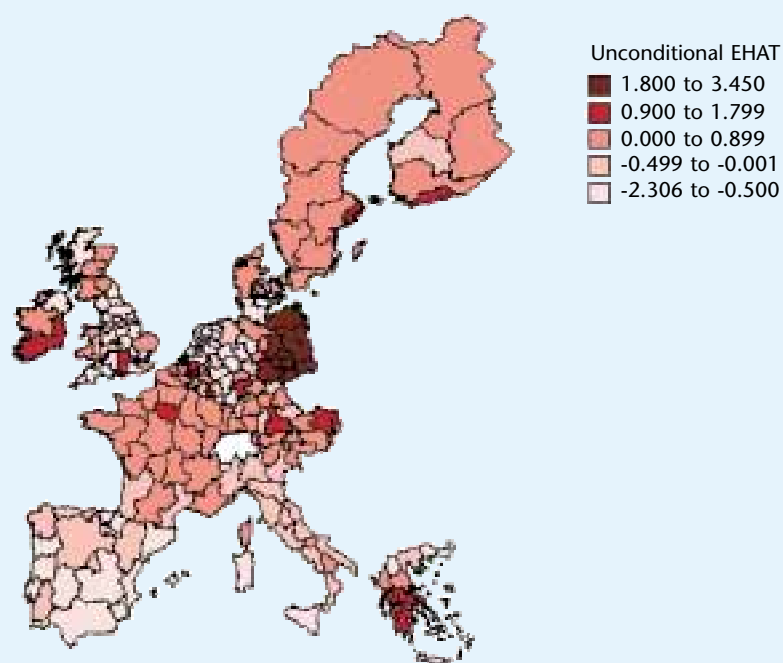 Unconditional EHAT
1.800 to 3.450
0.900 to 1.799
0.000 to 0.899
-0.499 to -0.001
-2.306 to -0.500